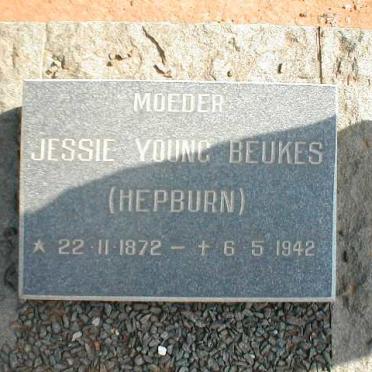 MOEDER
JESSIE YOUNG BEUKES
(HEPBURN)
★ 22·11·1872 – † 6·5·1942